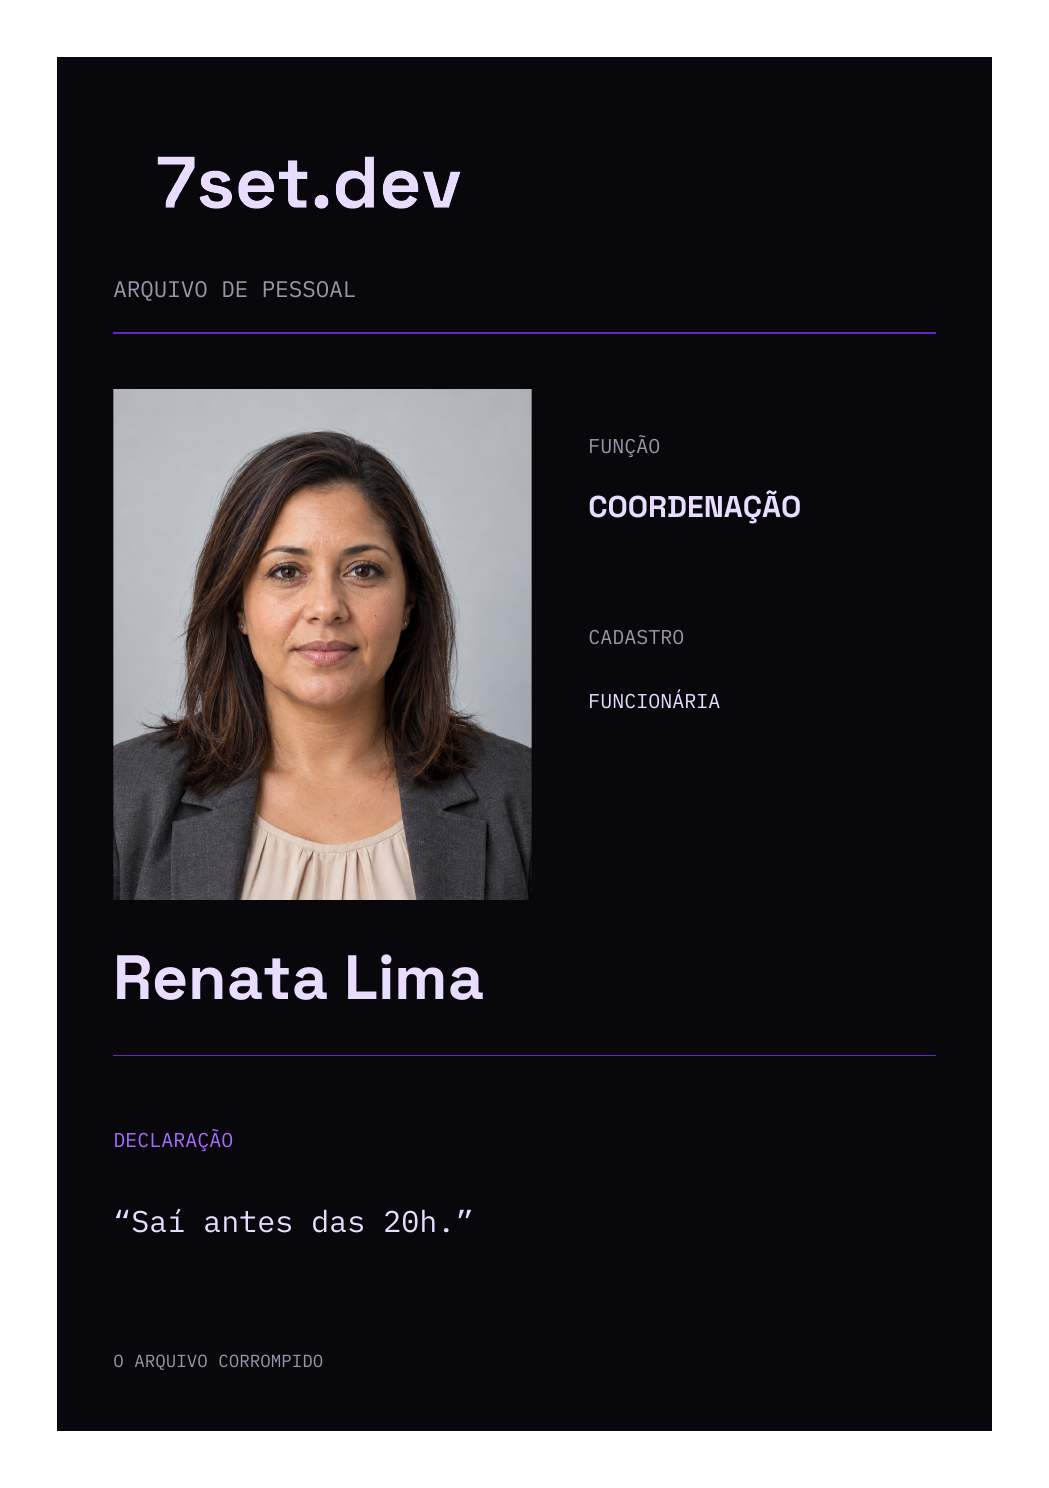 7set.dev
ARQUIVO DE PESSOAL
FUNÇÃO
COORDENAÇÃO
CADASTRO
FUNCIONÁRIA
Renata Lima
DECLARAÇÃO
“Saí antes das 20h.”
O ARQUIVO CORROMPIDO